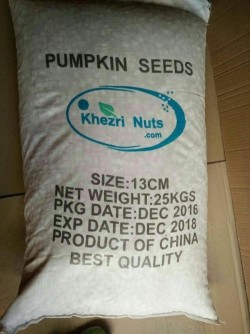 PUMPKIN SEEDS
Khezri Nuts
.com
SIZE:13CM
NET WEIGHT:25KGS
PKG DATE:DEC 2016
EXP DATE:DEC 2018
PRODUCT OF CHINA
BEST QUALITY